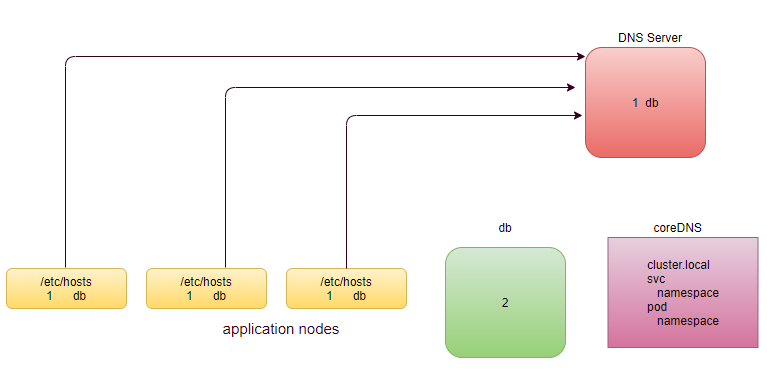 DNS Server
1 db
db
coreDNS
cluster.local
svc
namespace
pod
namespace
2
/etc/hosts
1 db
/etc/hosts
1 db
/etc/hosts
1 db
application nodes